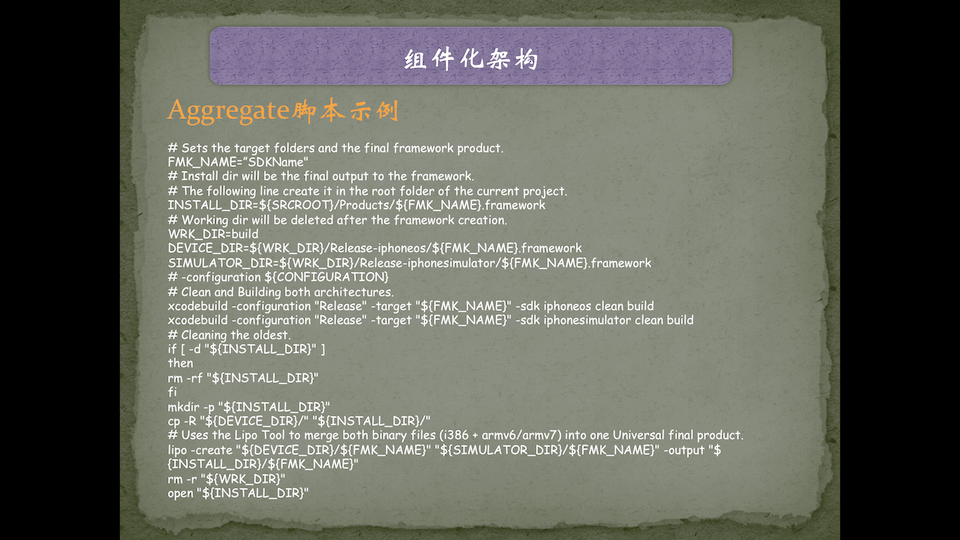 组件化架构
Aggregate脚本示例
# Sets the target folders and the final framework product.
FMK_NAME=”SDKName"
# Install dir will be the final output to the framework.
# The following line create it in the root folder of the current project.
INSTALL_DIR=${SRCROOT}/Products/${FMK_NAME}.framework
# Working dir will be deleted after the framework creation.
WRK_DIR=build
DEVICE_DIR=${WRK_DIR}/Release-iphoneos/${FMK_NAME}.framework
SIMULATOR_DIR=${WRK_DIR}/Release-iphonesimulator/${FMK_NAME}.framework
# -configuration ${CONFIGURATION}
# Clean and Building both architectures.
xcodebuild -configuration "Release" -target "${FMK_NAME}" -sdk iphoneos clean build
xcodebuild -configuration "Release" -target "${FMK_NAME}" -sdk iphonesimulator clean build
# Cleaning the oldest.
if [ -d "${INSTALL_DIR}" ]
then
rm -rf "${INSTALL_DIR}"
fi
mkdir -p "${INSTALL_DIR}"
cp -R "${DEVICE_DIR}/" "${INSTALL_DIR}/"
# Uses the Lipo Tool to merge both binary files (i386 + armv6/armv7) into one Universal final product.
lipo -create "${DEVICE_DIR}/${FMK_NAME}" "${SIMULATOR_DIR}/${FMK_NAME}" -output "$
{INSTALL_DIR}/${FMK_NAME}"
rm -r "${WRK_DIR}"
open "${INSTALL_DIR}"